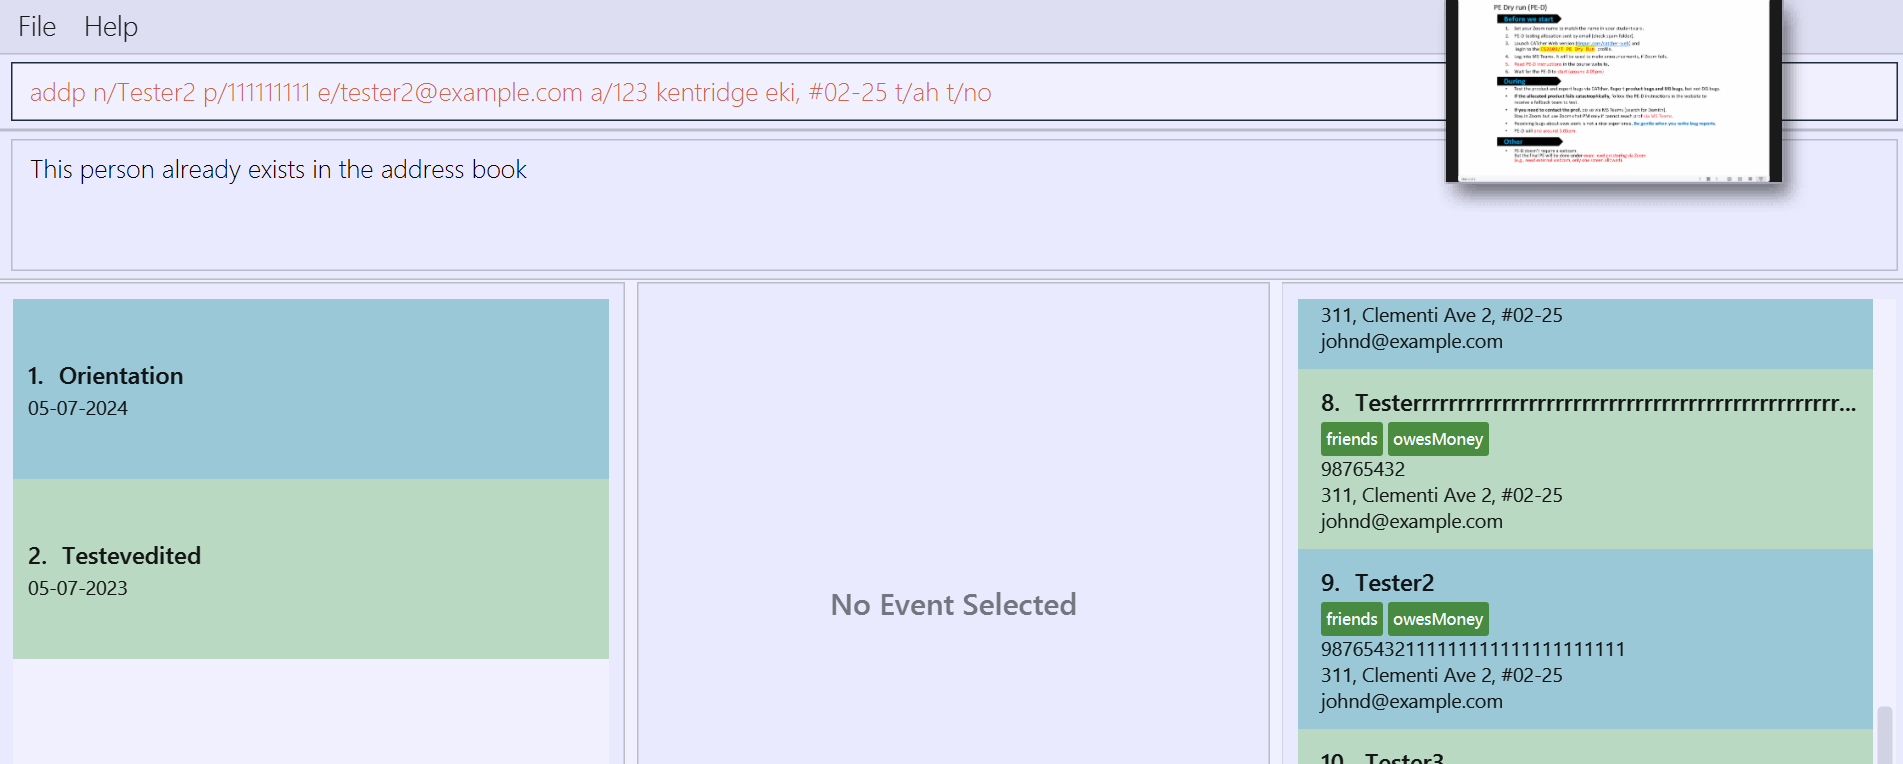 File Help
addp n/Tester2 p/111111111 e/tester2@example.com a/123 kentridge eki, #02-25 t/ah t/no
This person already exists in the address book
PE Dry run (PE-D)
Before we start
During
Other
1. Orientation
05-07-2024
2. Testevedited
05-07-2023
No Event Selected
311, Clementi Ave 2, #02-25
johnd@example.com
8. Testerrrrrrrrrrrrrrrrrrrrrrrrrrrrrrrrrrrrrrrrrrrrrrrrr...
friends owesMoney
98765432
311, Clementi Ave 2, #02-25
johnd@example.com
9. Tester2
friends owesMoney
987654321111111111111111111111
311, Clementi Ave 2, #02-25
johnd@example.com
10. Tester3